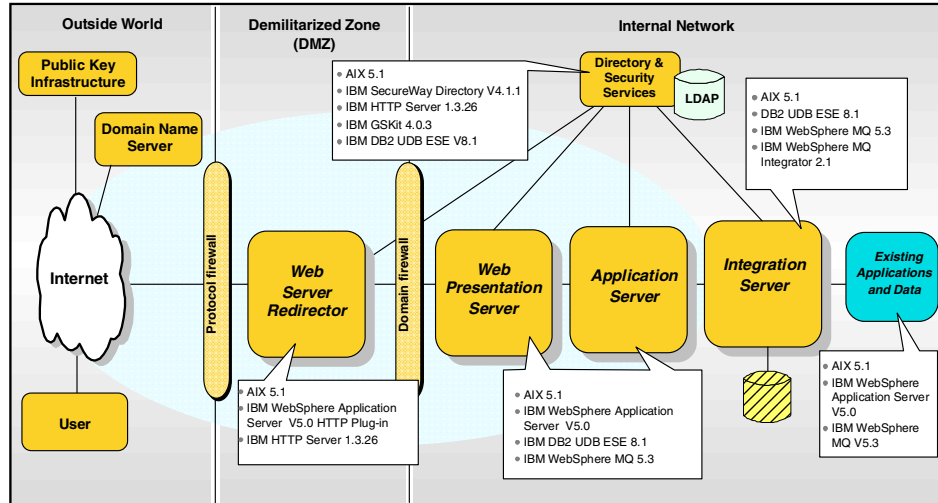 Outside World
Demilitarized Zone
(DMZ)
Internal Network
Public Key
Infrastructure
Domain Name
Server
Internet
User
Protocol firewall
Web
Server
Redirector
• AIX 5.1
• IBM WebSphere Application
Server V5.0 HTTP Plug-in
• IBM HTTP Server 1.3.26
Domain firewall
• AIX 5.1
• IBM SecureWay Directory V4.1.1
• IBM HTTP Server 1.3.26
• IBM GSKit 4.0.3
• IBM DB2 UDB ESE V8.1
Directory &
Security
Services
LDAP
• AIX 5.1
• DB2 UDB ESE 8.1
• IBM WebSphere MQ 5.3
• IBM WebSphere MQ
Integrator 2.1
Web
Presentation
Server
Application
Server
Integration
Server
Existing
Applications
and Data
• AIX 5.1
• IBM WebSphere Application
Server V5.0
• IBM DB2 UDB ESE 8.1
• IBM WebSphere MQ 5.3
• AIX 5.1
• IBM WebSphere
Application Server
V5.0
• IBM WebSphere
MQ V5.3